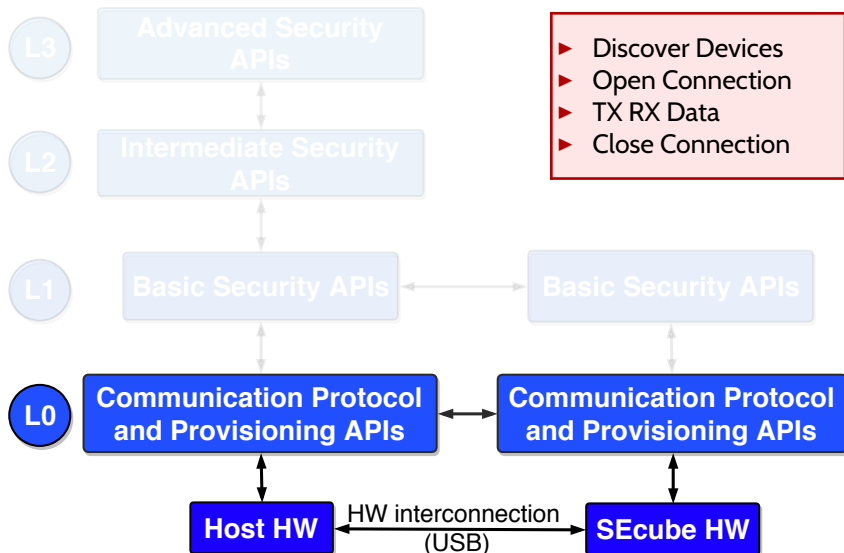 L3
Advanced Security
APIs
► Discover Devices
► Open Connection
► TX RX Data
► Close Connection
L2
Intermediate Security
APIs
L1
Basic Security APIs
Basic Security APIs
L0
Communication Protocol
and Provisioning APIs
Communication Protocol
and Provisioning APIs
Host HW
HW interconnection
(USB)
SEcube HW